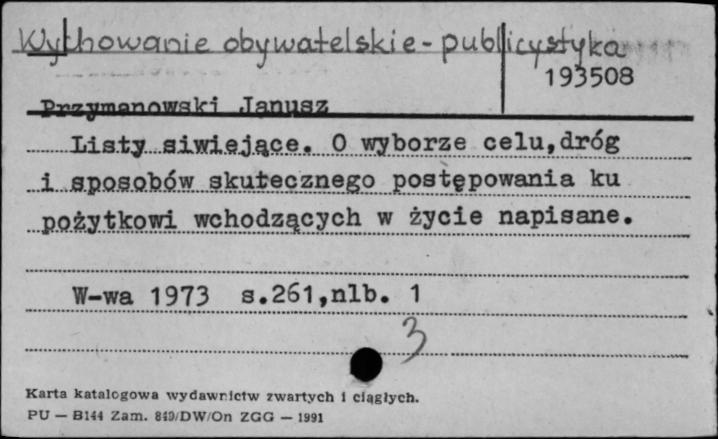 Wychowanie obywatelskie - publicystyka
193508
Przymanowski Janusz
Listy siwiejące. O wyborze celu,dróg
i sposobów skutecznego postępowania ku
pożytkowi wchodzących w życie napisane.
W-wa 1973 s.261,nlb. 1
3
Karta katalogowa wydawnictw zwartych i ciągłych.
PU — B144 Zam. 849/DW/On ZGG — 1991